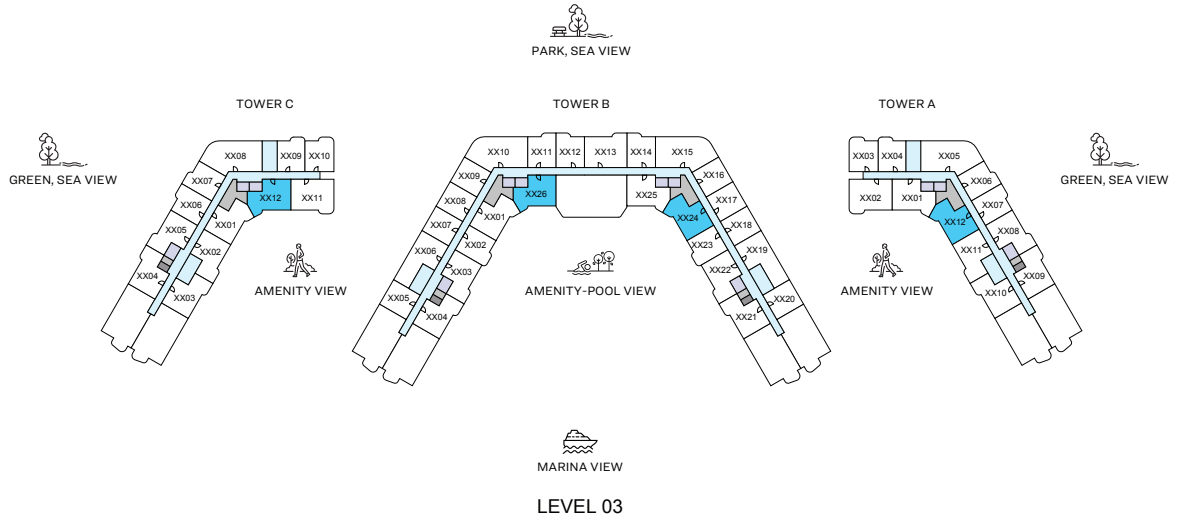 PARK, SEA VIEW
TOWER C
TOWER B
TOWER A
GREEN, SEA VIEW
GREEN, SEA VIEW
XX08
XX09
XX10
XX07
XX12
XX11
XX06
XX01
XX05
XX02
XX04
XX03
AMENITY VIEW
XX10
XX11
XX12
XX13
XX14
XX15
XX09
XX26
XX25
XX16
XX08
XX01
XX24
XX17
XX07
XX02
XX23
XX18
XX06
XX03
XX22
XX19
XX05
XX04
XX21
XX20
AMENITY-POOL VIEW
XX03
XX04
XX05
XX02
XX01
XX06
XX12
XX07
XX11
XX08
XX10
XX09
AMENITY VIEW
MARINA VIEW
LEVEL 03